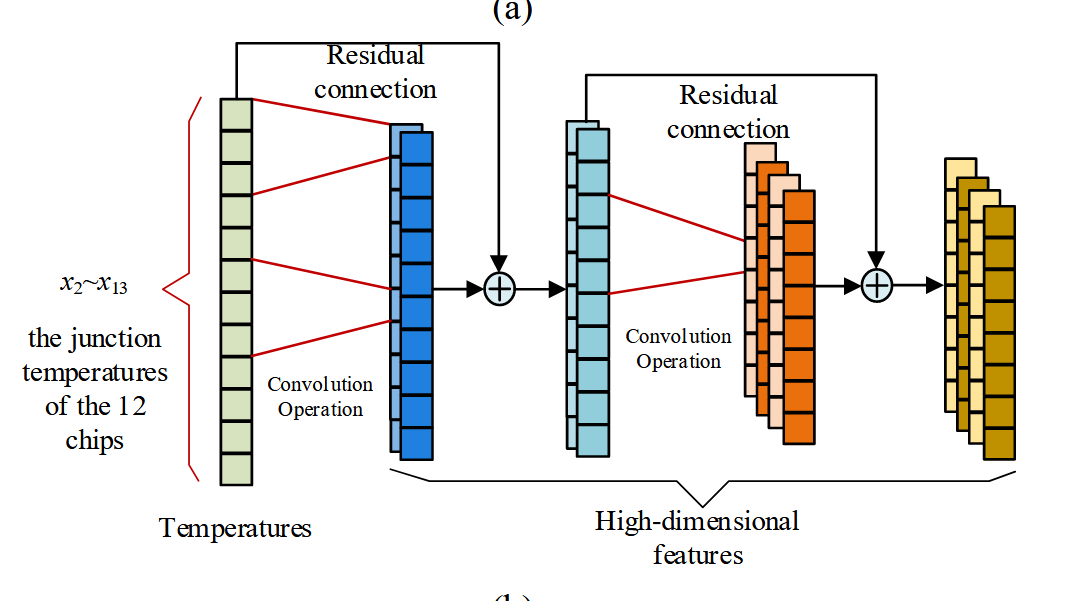 (a)
Residual
connection
Residual
connection
x2~x13
the junction
temperatures
of the 12
chips
Convolution
Operation
Convolution
Operation
Temperatures
High-dimensional
features
(b)